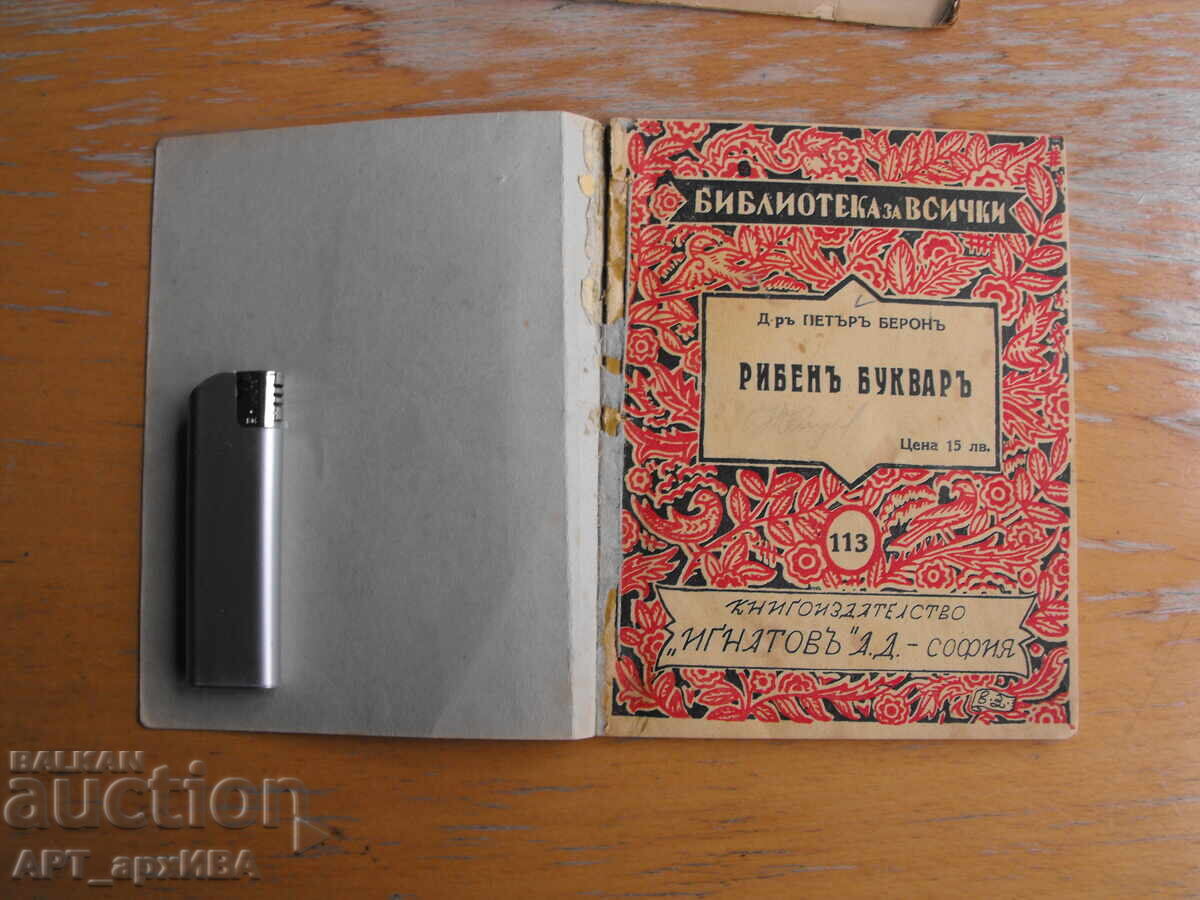 БИБЛИОТЕКА ЗА ВСИЧКИ
Д-ръ ПЕТЪРЪ БЕРОНЪ
РИБЕНЪ БУКВАРЪ
Цена 15 лв.
113
КНИГОИЗДАТЕЛСТВО
„ИГНАТОВЪ" А.Д. - СОФИЯ
В.З.
BALKAN
auction
АРТ_архИВА